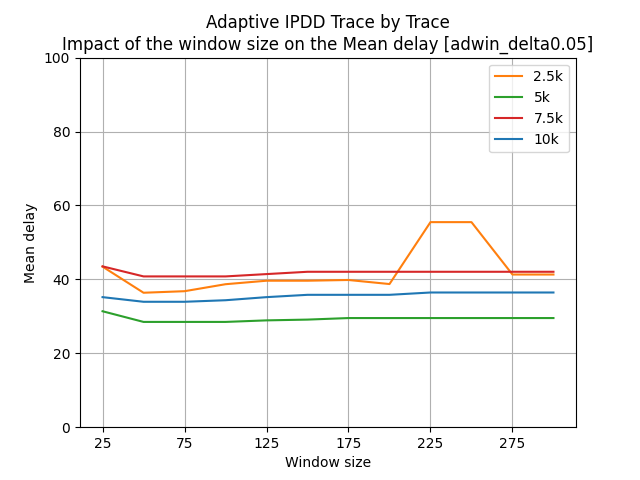 Adaptive IPDD Trace by Trace
Impact of the window size on the Mean delay [adwin_delta0.05]
100
80
60
40
20
0
Mean delay
2.5k
5k
7.5k
10k
25 75 125 175 225 275
Window size